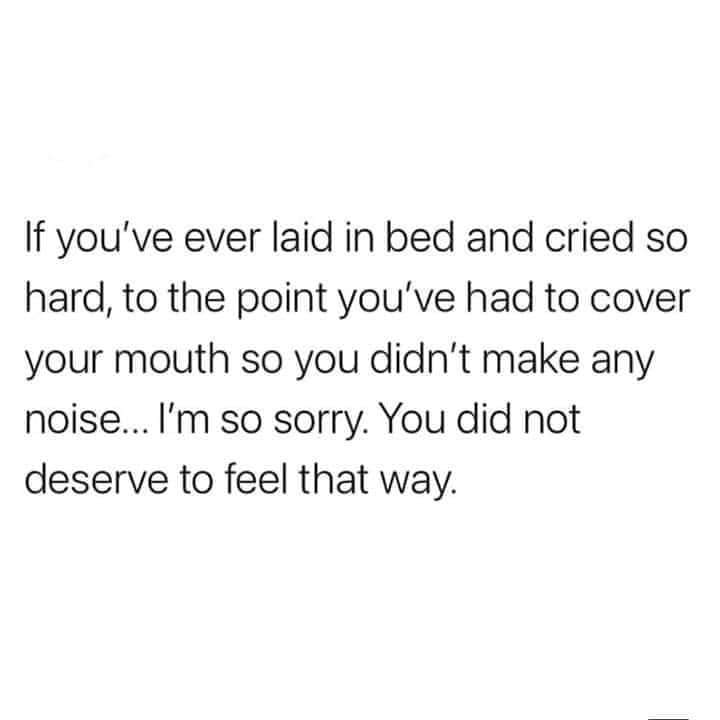 If you've ever laid in bed and cried so
hard, to the point you've had to cover
your mouth so you didn't make any
noise... I'm so sorry. You did not
deserve to feel that way.